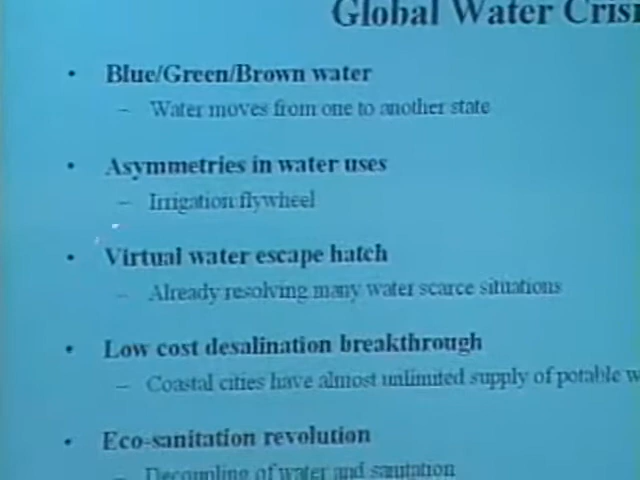 Global Water Crisi
• Blue/Green/Brown water
– Water moves from one to another state
• Asymmetries in water uses
– Irrigation flywheel
• Virtual water escape hatch
– Already resolving many water scarce situations
• Low cost desalination breakthrough
– Coastal cities have almost unlimited supply of potable w
• Eco-sanitation revolution
– Decoupling of water and sanitation